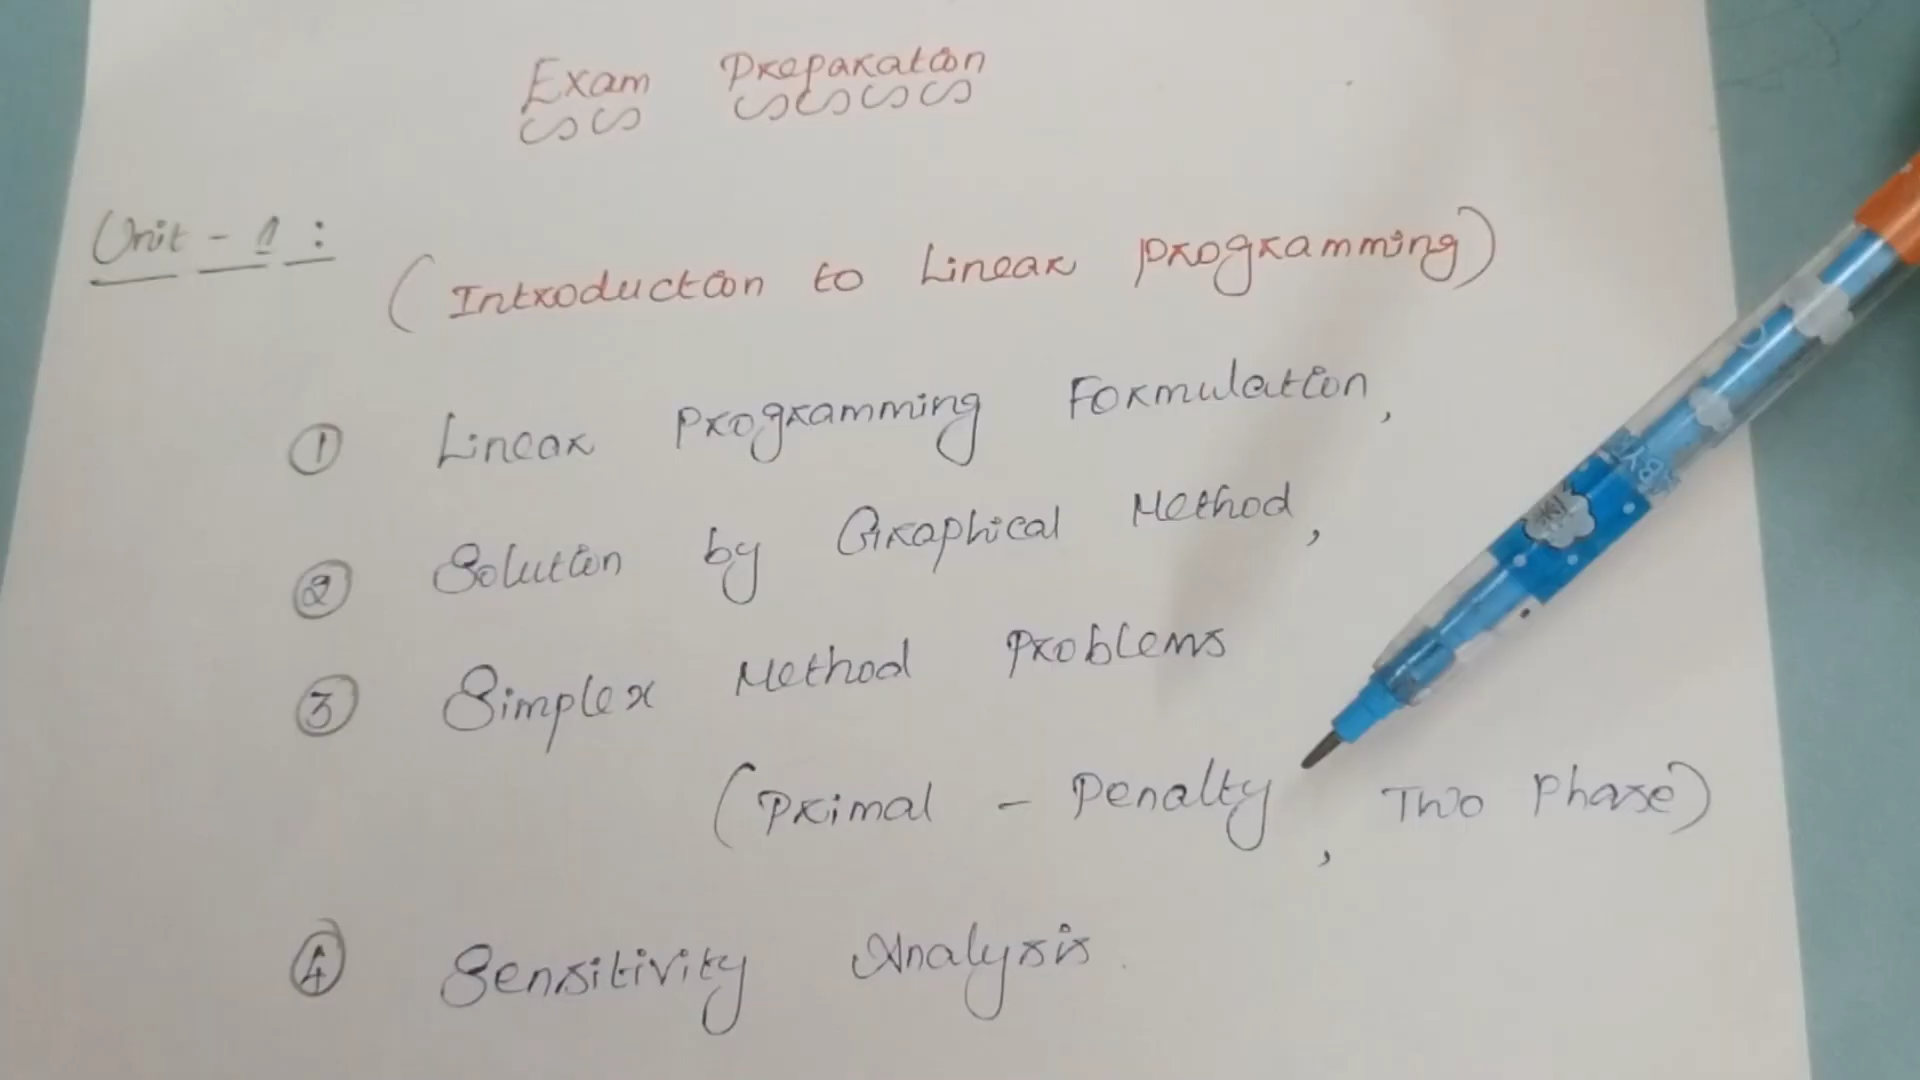 Exam Preparation
Unit - 1 :
(Introduction to Linear programming)
① Linear Programming Formulation,
② Solution by Graphical Method,
③ Simplex Method Problems
(Primal - Penalty, Two Phase)
④ Sensitivity Analysis.